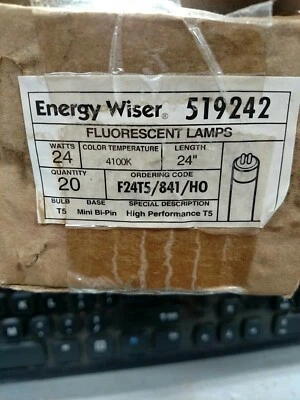 Energy Wiser® 519242
FLUORESCENT LAMPS
WATTS COLOR TEMPERATURE LENGTH
24 4100K 24"
QUANTITY ORDERING CODE
20 F24T5/841/HO
BULB BASE SPECIAL DESCRIPTION
T5 Mini Bi-Pin High Performance T5